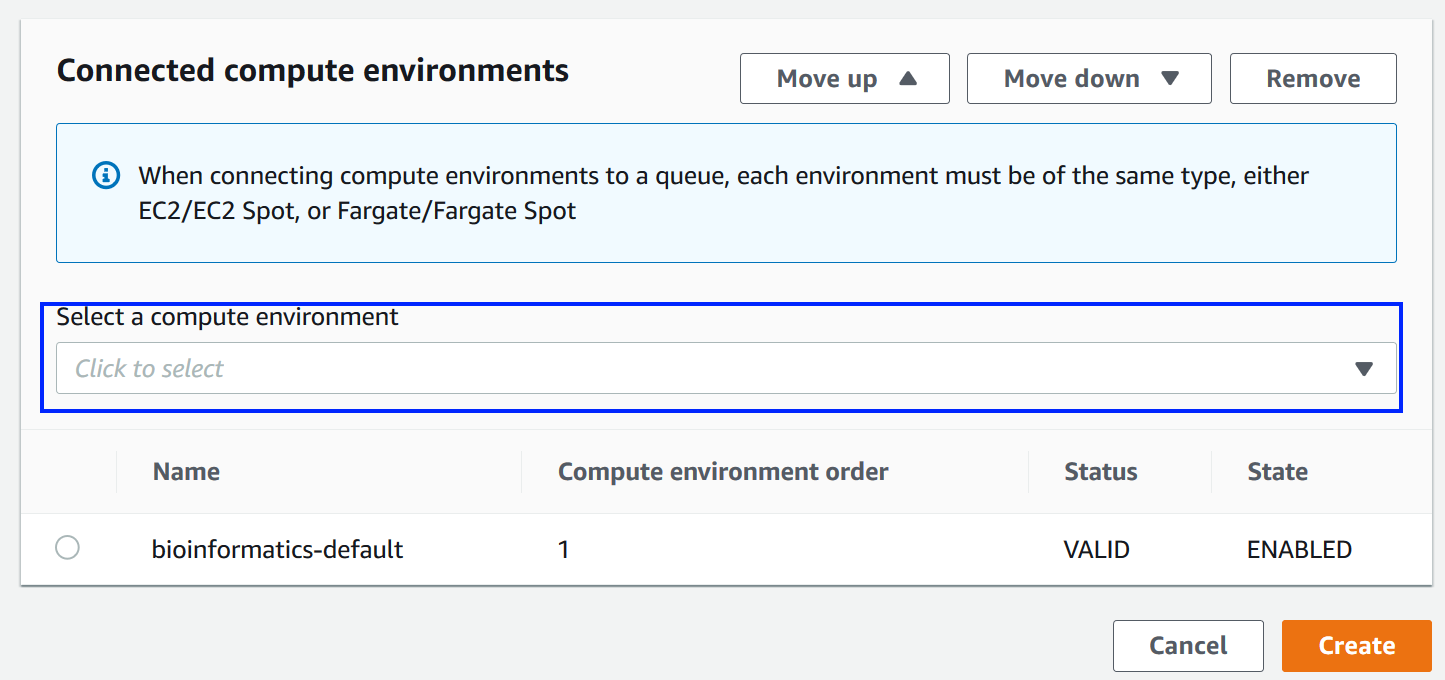 Connected compute environments
Move up
Move down
Remove
When connecting compute environments to a queue, each environment must be of the same type, either
EC2/EC2 Spot, or Fargate/Fargate Spot
Select a compute environment
Click to select
Name Compute environment order Status State
bioinformatics-default 1 VALID ENABLED
Cancel Create